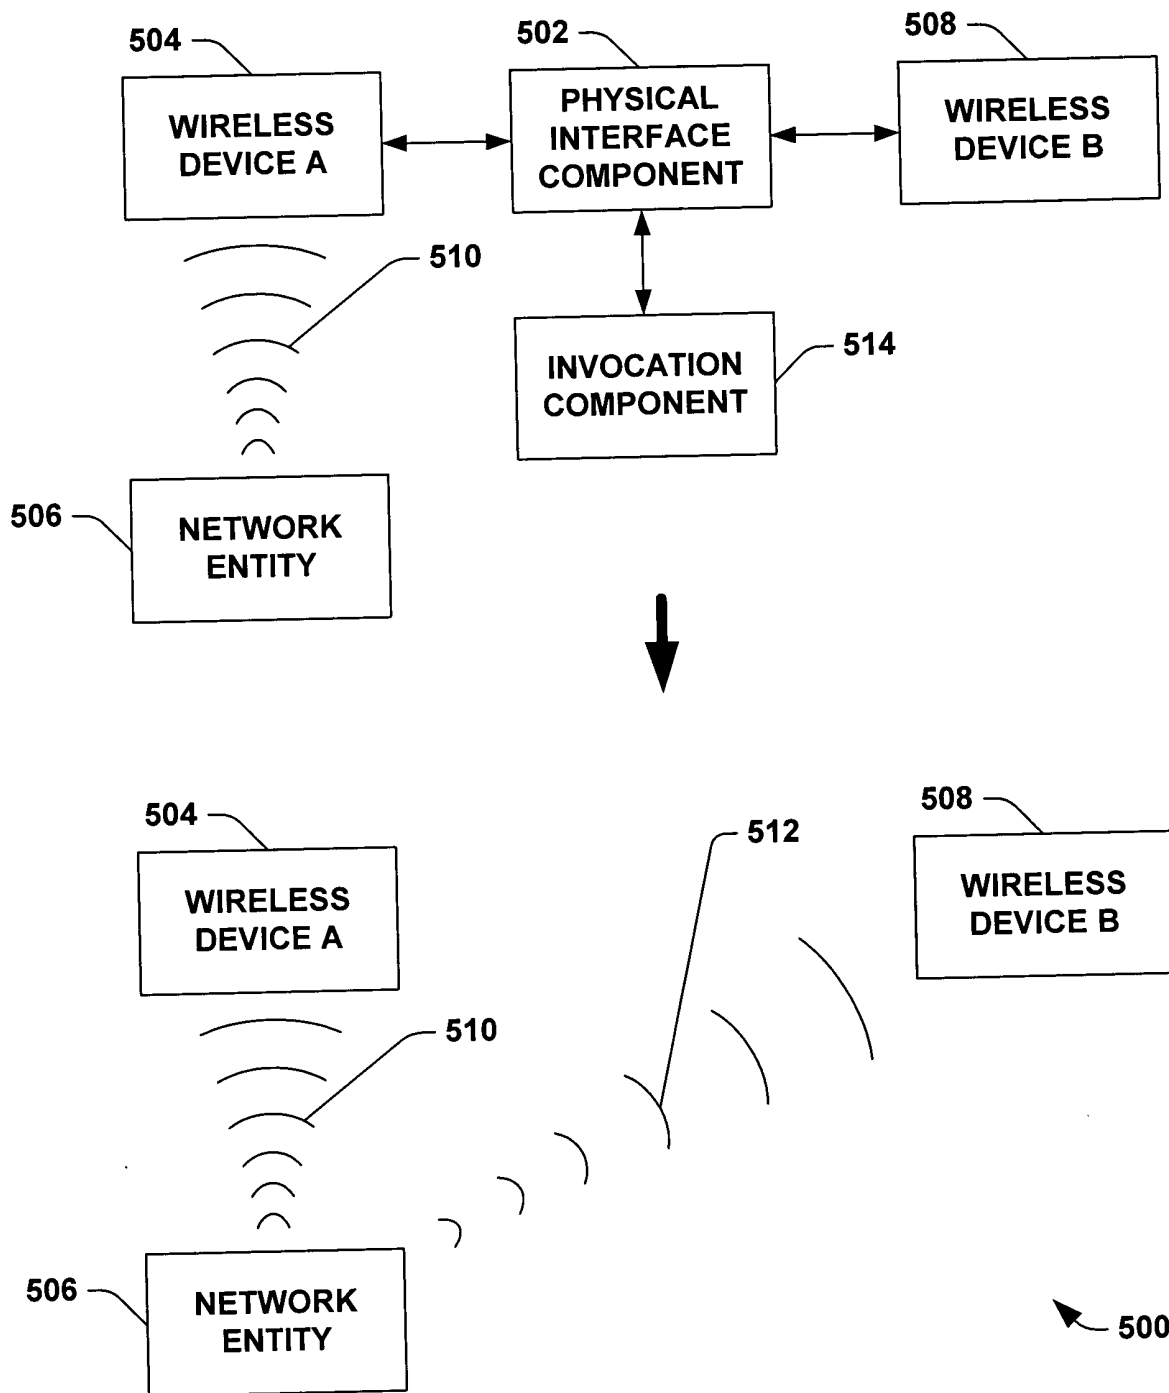 504
502
508
WIRELESS
DEVICE A
PHYSICAL
INTERFACE
COMPONENT
WIRELESS
DEVICE B
510
514
INVOCATION
COMPONENT
506
NETWORK
ENTITY
504
512
508
WIRELESS
DEVICE A
WIRELESS
DEVICE B
510
506
NETWORK
ENTITY
500